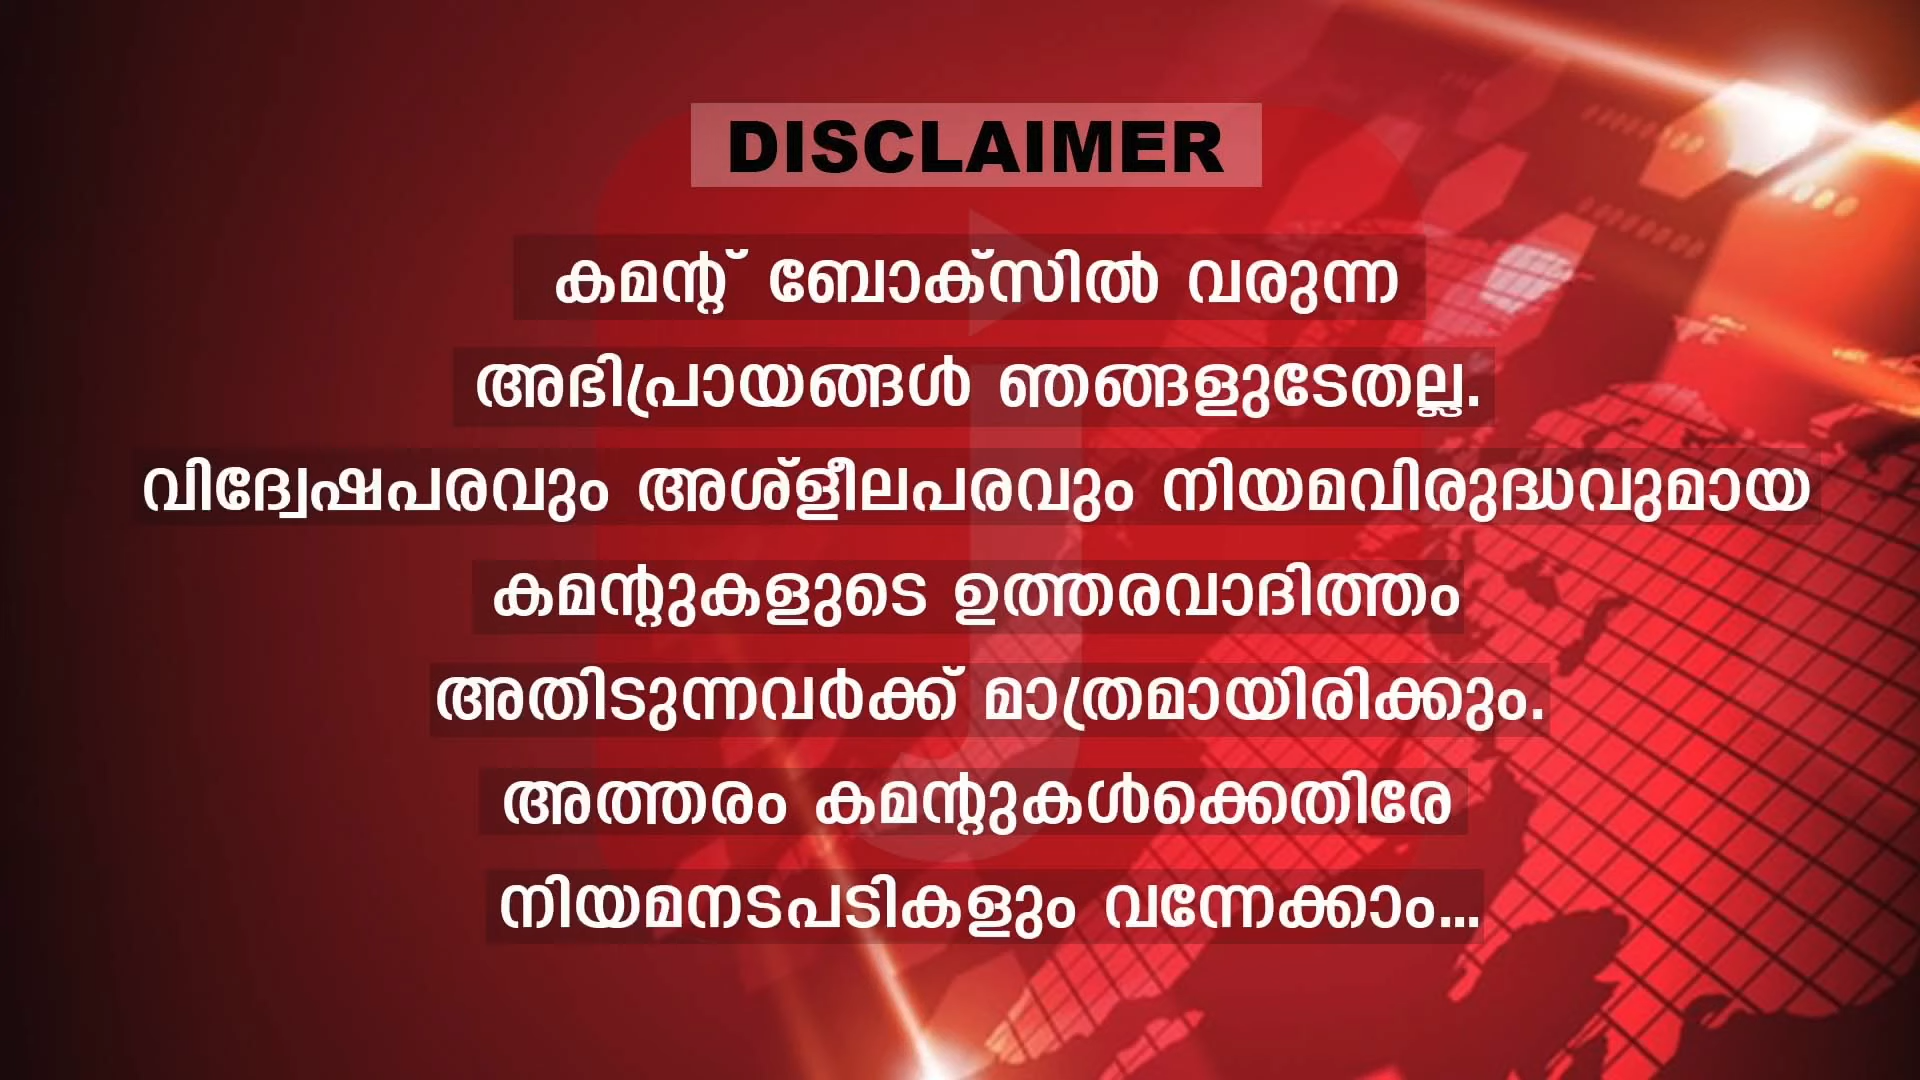 DISCLAIMER
കമന്റ് ബോക്സിൽ വരുന്ന
അഭിപ്രായങ്ങൾ ഞങ്ങളുടേതല്ല.
വിദ്വേഷപരവും അശ്ളീലപരവും നിയമവിരുദ്ധവുമായ
കമന്റുകളുടെ ഉത്തരവാദിത്തം
അതിടുന്നവർക്ക് മാത്രമായിരിക്കും.
അത്തരം കമന്റുകൾക്കെതിരേ
നിയമനടപടികളും വന്നേക്കാം...